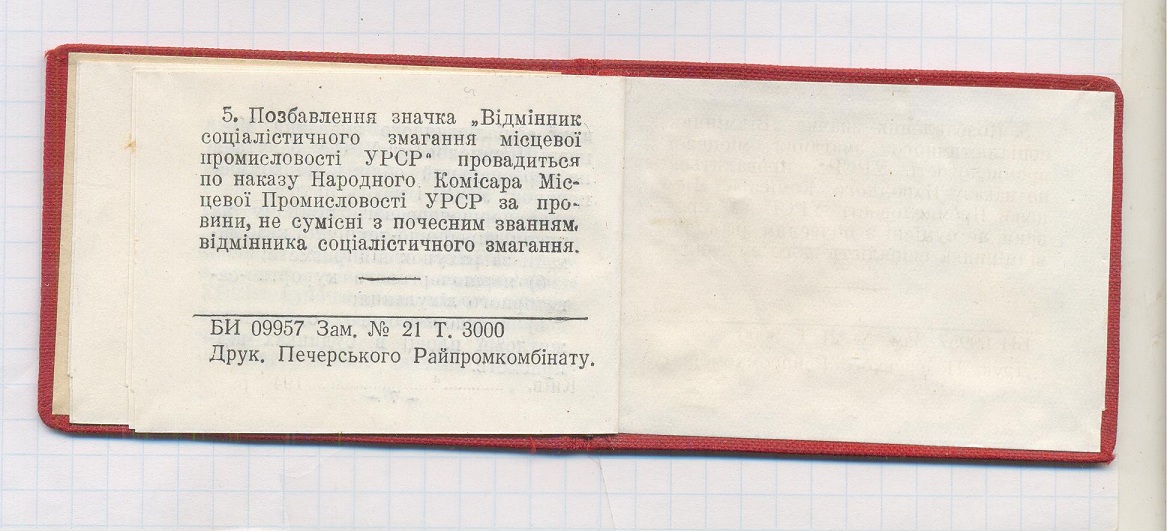 5. Позбавлення значка „Відмінник
соціалістичного змагання місцевої
промисловості УРСР“ провадиться
по наказу Народного Комісара Міс-
цевої Промисловості УРСР за про-
вини, не сумісні з почесним званням,
відмінника соціалістичного змагання.
БИ 09957 Зам. № 21 Т. 3000
Друк. Печерського Райпромкомбінату.